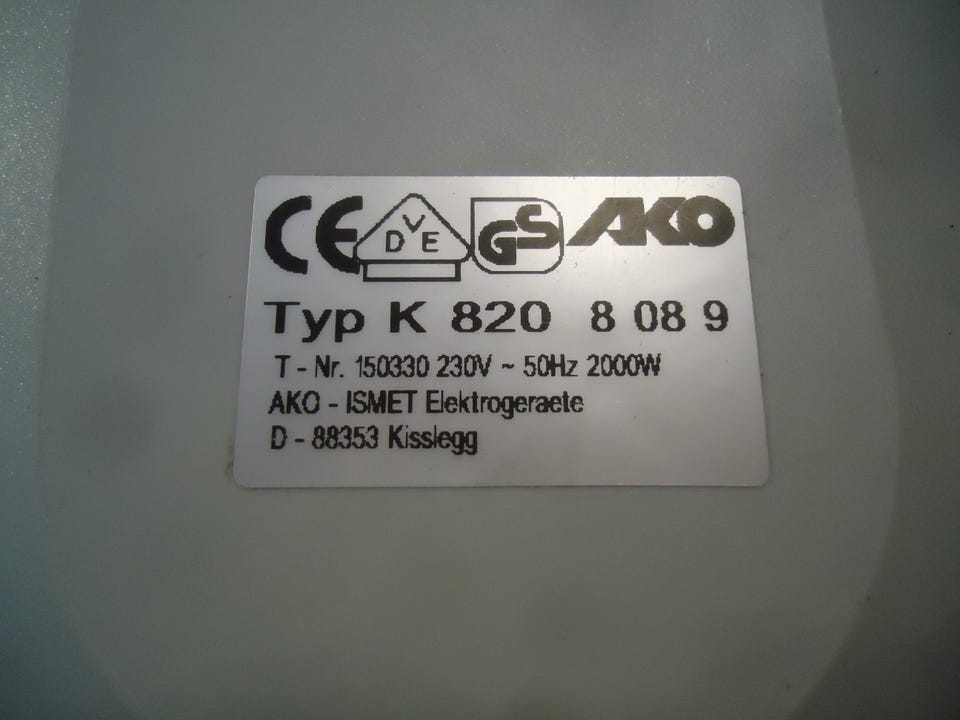 CE DVE GS AKO
Typ K 820 8 08 9
T - Nr. 150330 230V ~ 50Hz 2000W
AKO - ISMET Elektrogeraete
D - 88353 Kisslegg